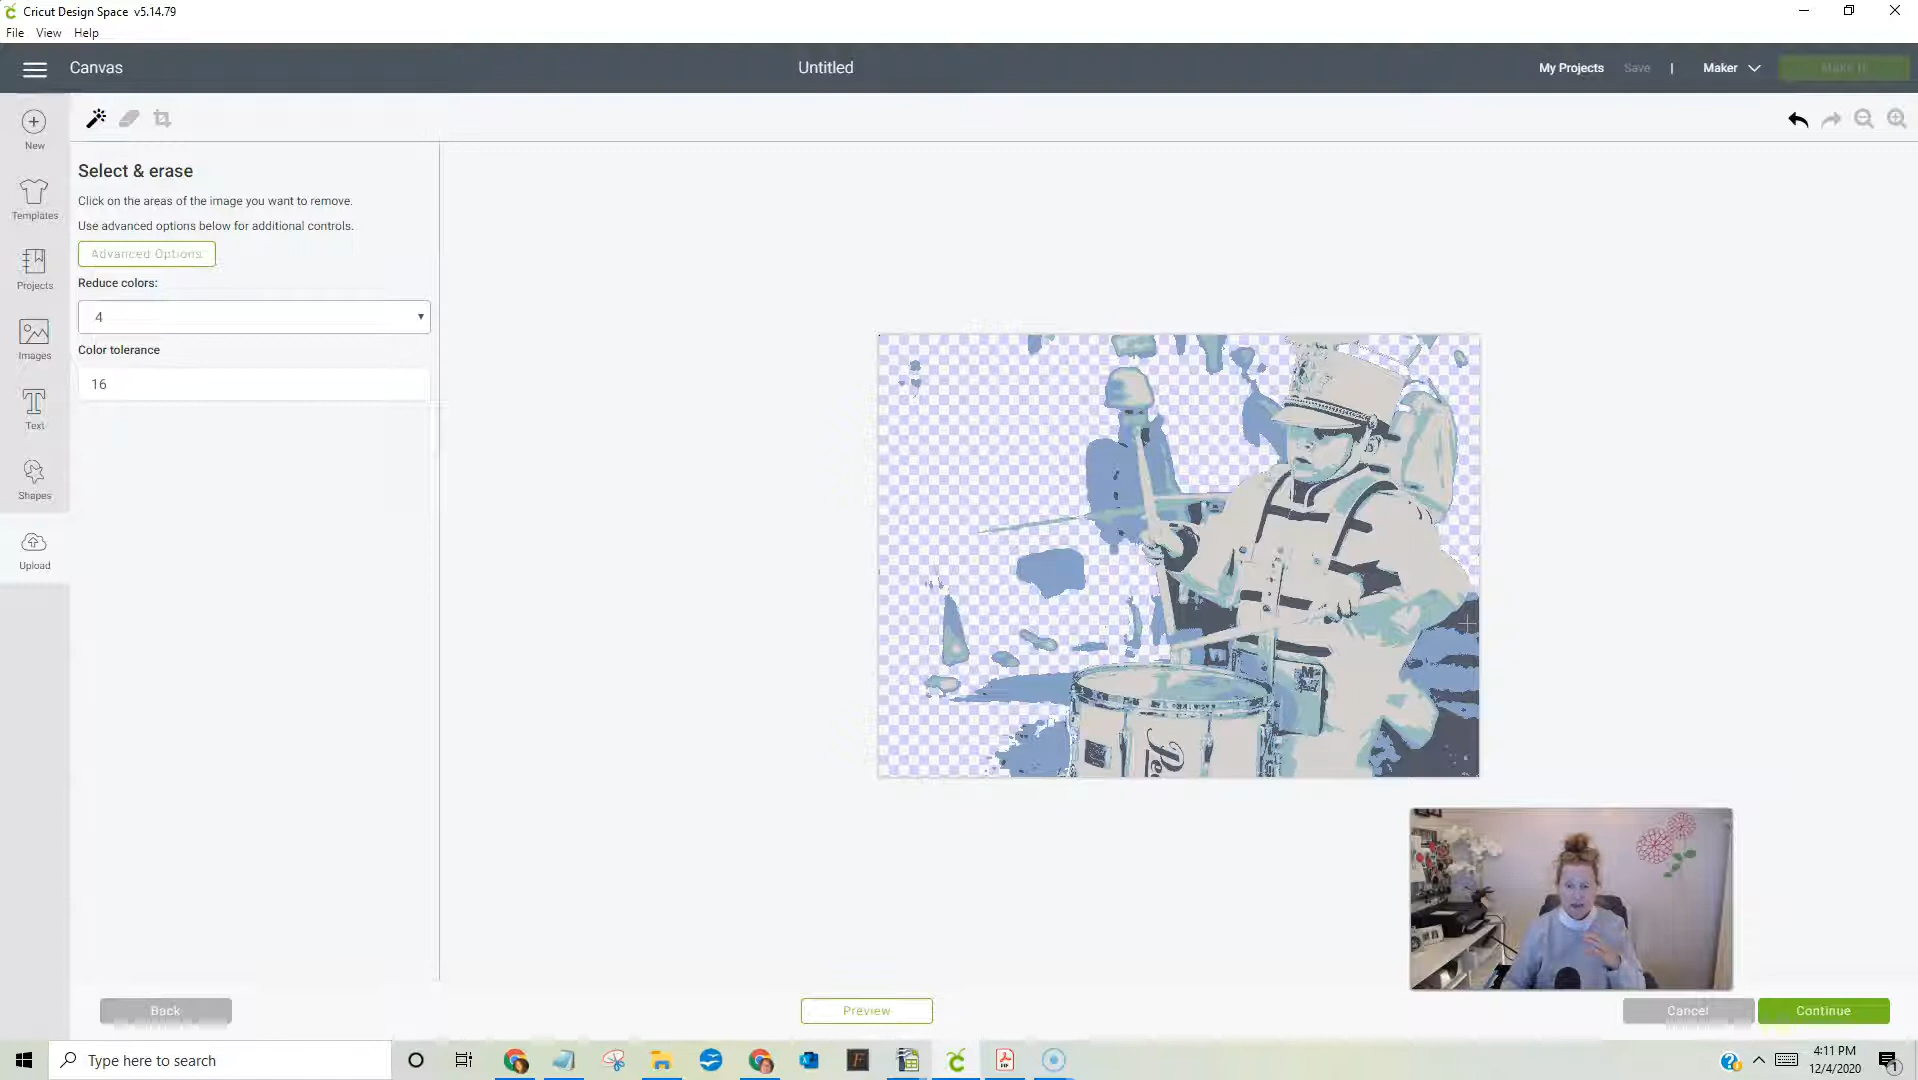 Cricut Design Space v5.14.79
File View Help
Canvas
Untitled
My Projects Save | Maker
Make It
New
Templates
Projects
Images
Text
Shapes
Upload
Select & erase
Click on the areas of the image you want to remove.
Use advanced options below for additional controls.
Advanced Options
Reduce colors:
4
Color tolerance
16
Back
Preview
Cancel
Continue
Type here to search
4:11 PM
12/4/2020